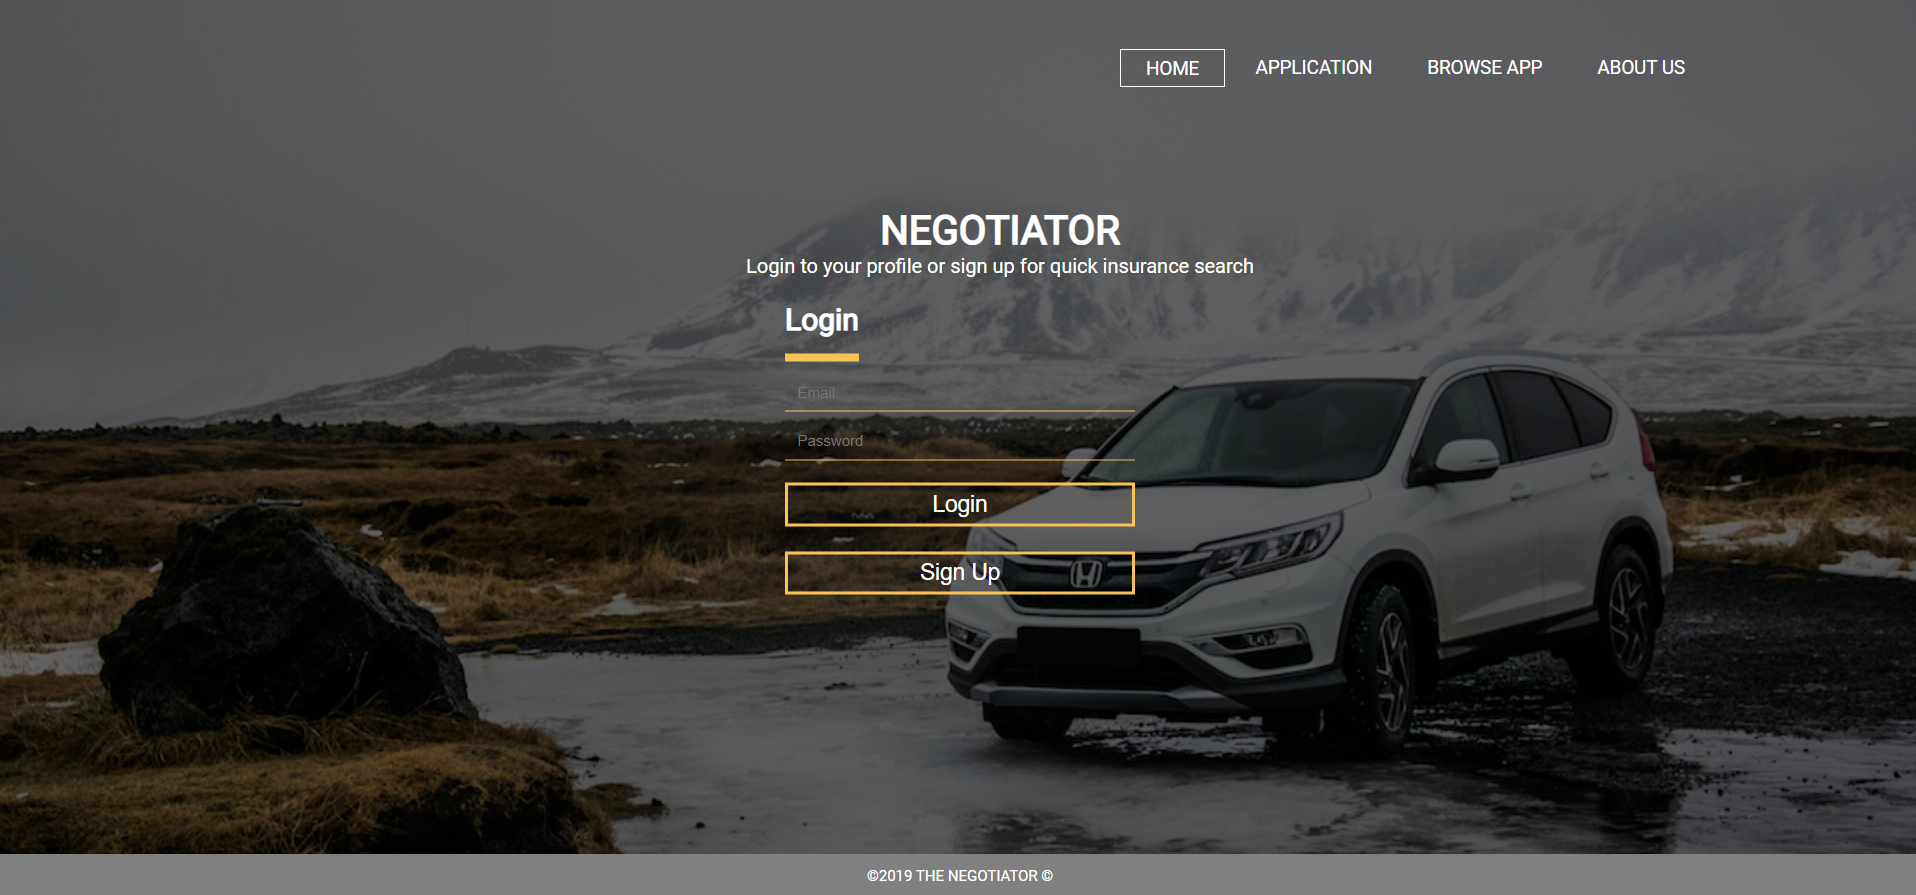 HOME APPLICATION BROWSE APP ABOUT US
NEGOTIATOR
Login to your profile or sign up for quick insurance search
Login
Email
Password
Login
Sign Up
©2019 THE NEGOTIATOR ©